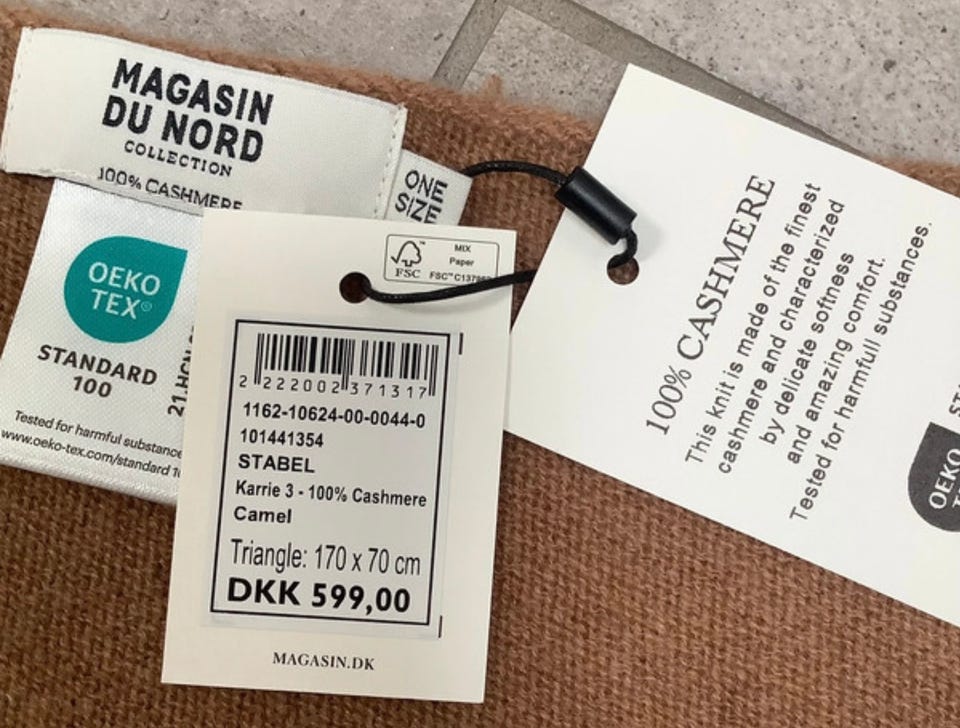 MAGASIN
DU NORD
COLLECTION
100% CASHMERE
ONE
SIZE
OEKO
TEX®
STANDARD
100
Tested for harmful substance
www.oeko-tex.com/standard
FSC
MIX
Paper
2 222002 371317
1162-10624-00-0044-0
101441354
STABEL
Karrie 3 - 100% Cashmere
Camel
Triangle: 170 x 70 cm
DKK 599,00
MAGASIN.DK
100% CASHMERE
This knit is made of the finest
cashmere and characterized
by delicate softness
and amazing comfort.
Tested for harmfull substances.
OEKO